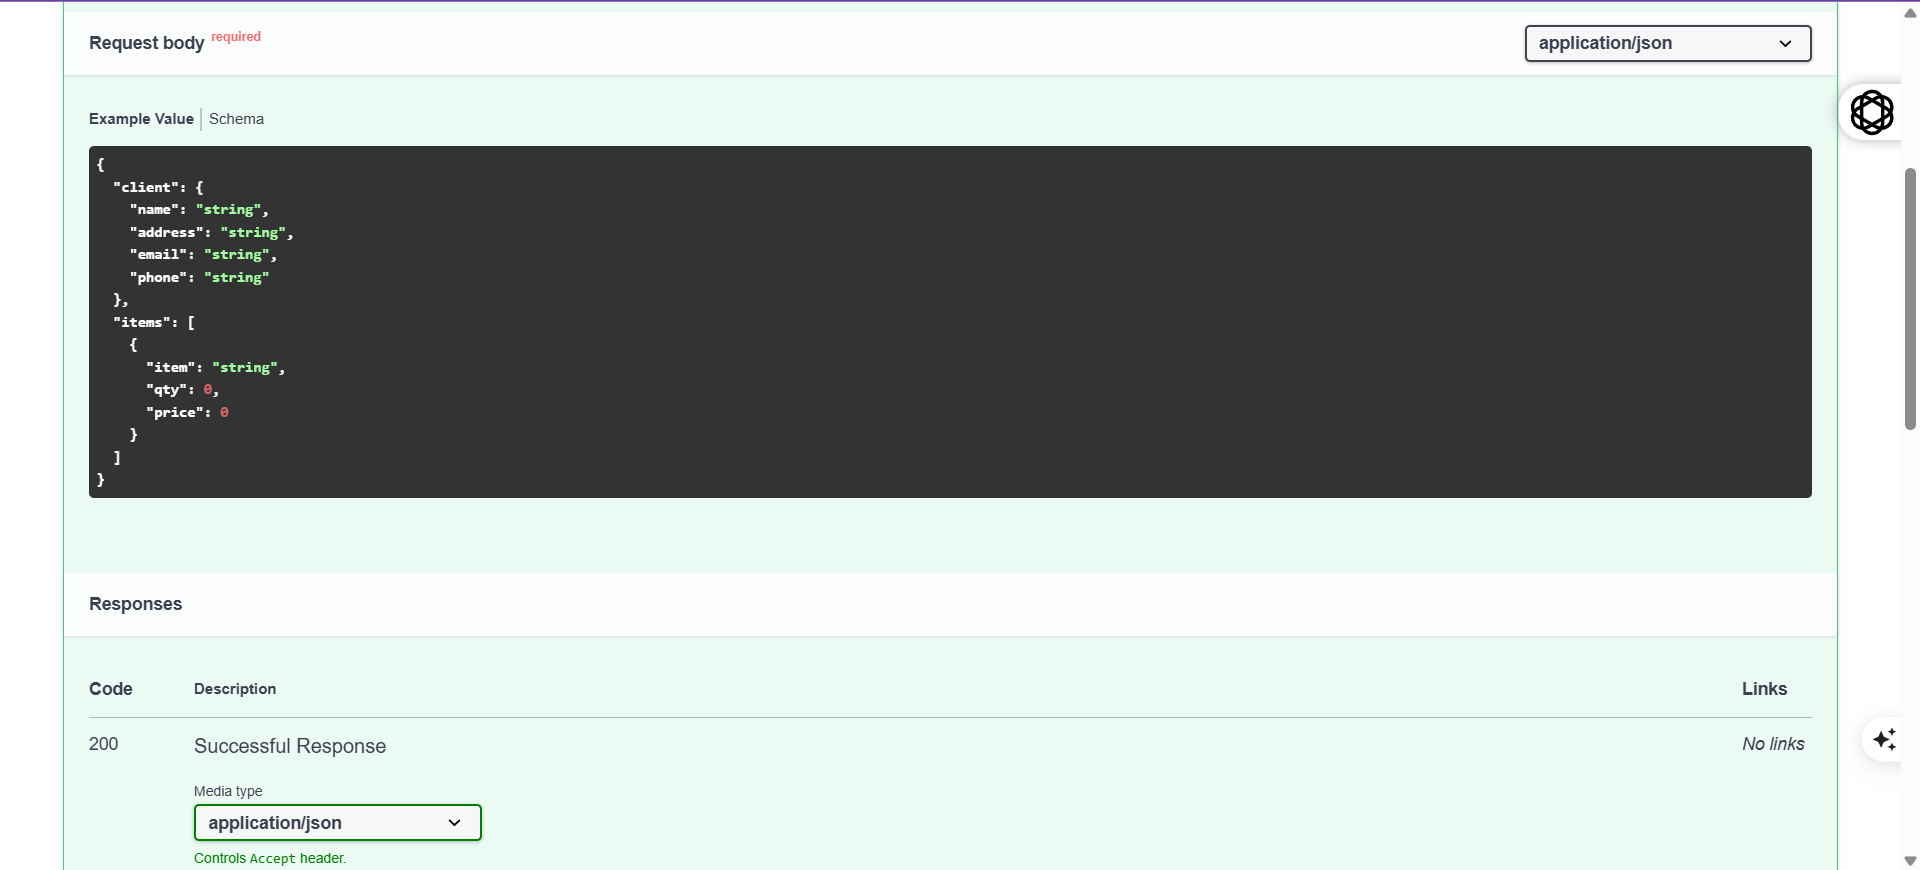 Request body required
application/json
Example Value
Schema
{
  "client": {
    "name": "string",
    "address": "string",
    "email": "string",
    "phone": "string"
  },
  "items": [
    {
      "item": "string",
      "qty": 0,
      "price": 0
    }
  ]
}
Responses
Code Description Links
200 Successful Response No links
Media type
application/json
Controls Accept header.